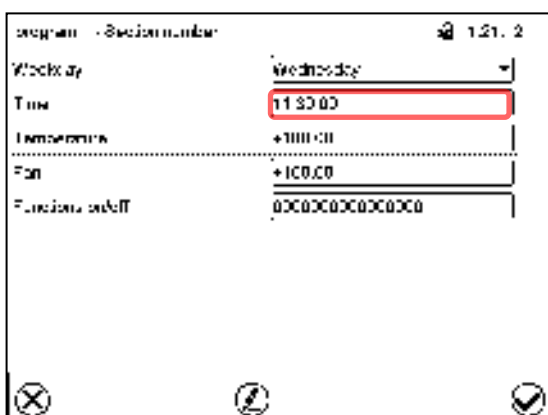 program - Section number 1.21. 2
Weekday Wednesday
Time 11:30:00
Temperature +100.00
Fan +100.00
Functions on/off 0000000000000000